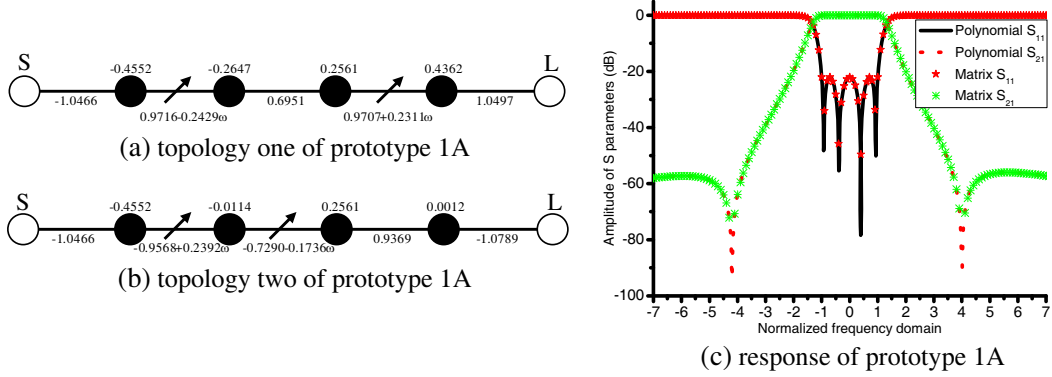 S L
-0.4552 -0.2647 0.2561 0.4362
-1.0466 0.9716-0.2429ω 0.6951 0.9707+0.2311ω 1.0497
(a) topology one of prototype 1A
S L
-0.4552 -0.0114 0.2561 0.0012
-1.0466 -0.9568+0.2392ω -0.7290-0.1736ω 0.9369 -1.0789
(b) topology two of prototype 1A
Amplitude of S parameters (dB)
0
-20
-40
-60
-80
-100
-7 -6 -5 -4 -3 -2 -1 0 1 2 3 4 5 6 7
Normalized frequency domain
Polynomial S11
Polynomial S21
Matrix S11
Matrix S21
(c) response of prototype 1A